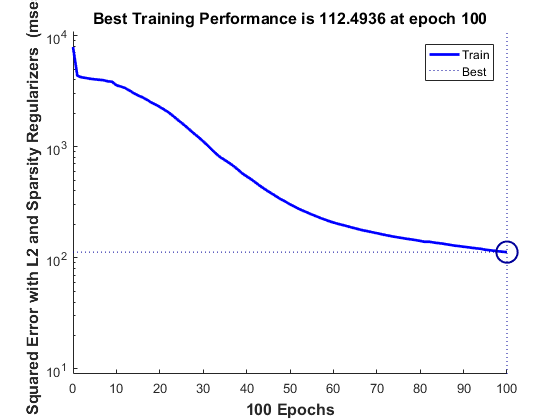 Best Training Performance is 112.4936 at epoch 100
Squared Error with L2 and Sparsity Regularizers (mse
10^4
10^3
10^2
10^1
Train
Best
0 10 20 30 40 50 60 70 80 90 100
100 Epochs